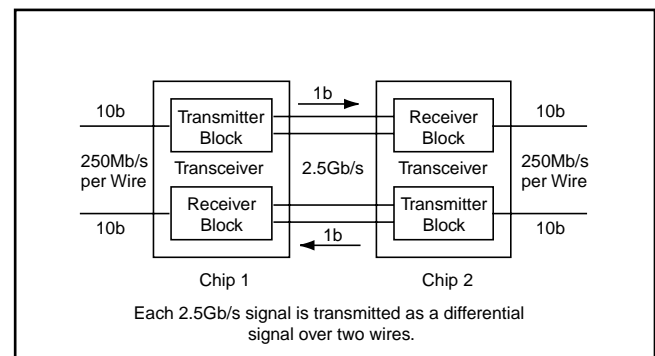 1b
10b
10b
Transmitter
Block
Receiver
Block
250Mb/s
per Wire
Transceiver
2.5Gb/s
Transceiver
250Mb/s
per Wire
Receiver
Block
Transmitter
Block
10b
1b
10b
Chip 1
Chip 2
Each 2.5Gb/s signal is transmitted as a differential
signal over two wires.